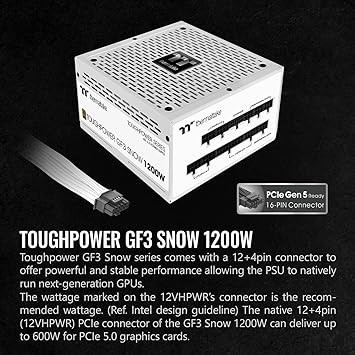 TOUGHPOWER GF3 SNOW 1200W
thermaltake
PCIe Gen 5 Ready
16-PIN Connector
TOUGHPOWER GF3 SNOW 1200W
Toughpower GF3 Snow series comes with a 12+4pin connector to
offer powerful and stable performance allowing the PSU to natively
run next-generation GPUs.
The wattage marked on the 12VHPWR's connector is the recom-
mended wattage. (Ref. Intel design guideline) The native 12+4pin
(12VHPWR) PCIe connector of the GF3 Snow 1200W can deliver up
to 600W for PCIe 5.0 graphics cards.